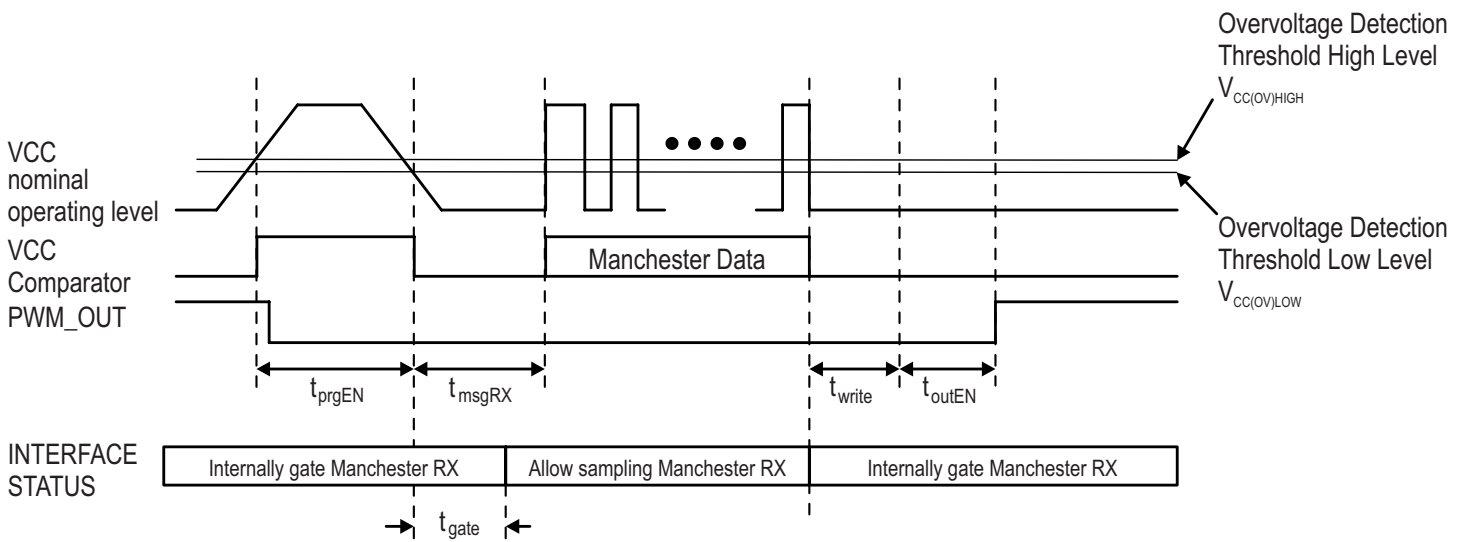 Overvoltage Detection
Threshold High Level
VCC(OV)HIGH
VCC
nominal
operating level
VCC
Comparator
Manchester Data
Overvoltage Detection
Threshold Low Level
VCC(OV)LOW
PWM_OUT
tprgEN
tmsgRX
twrite
toutEN
INTERFACE
STATUS
Internally gate Manchester RX
Allow sampling Manchester RX
Internally gate Manchester RX
tgate